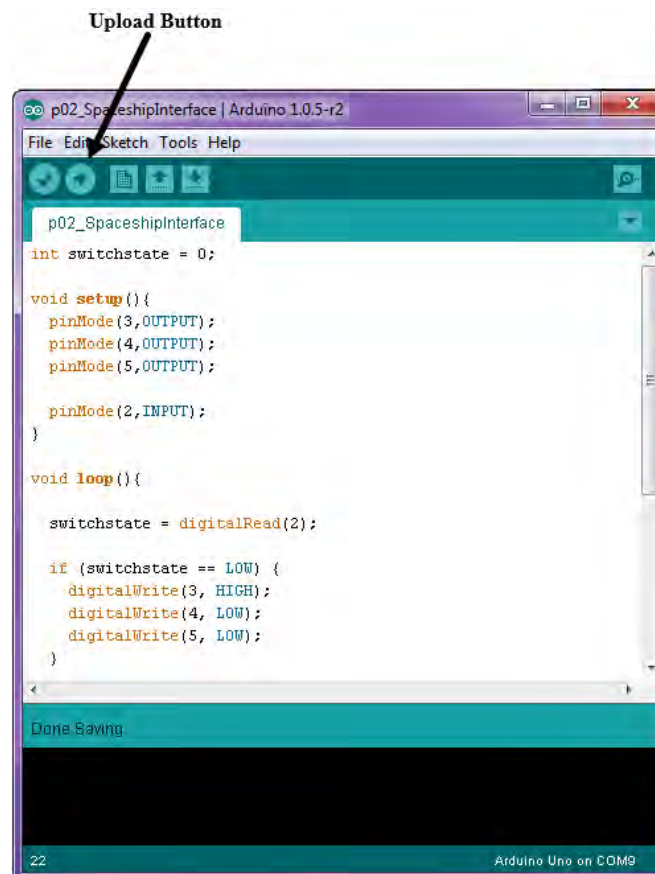 Upload Button
p02_SpaceshipInterface | Arduino 1.0.5-r2
File Edit Sketch Tools Help
p02_SpaceshipInterface
int switchstate = 0;
void setup(){
pinMode(3,OUTPUT);
pinMode(4,OUTPUT);
pinMode(5,OUTPUT);
pinMode(2,INPUT);
}
void loop(){
switchstate = digitalRead(2);
if (switchstate == LOW) {
digitalWrite(3, HIGH);
digitalWrite(4, LOW);
digitalWrite(5, LOW);
}
Done Saving.
22
Arduino Uno on COM9